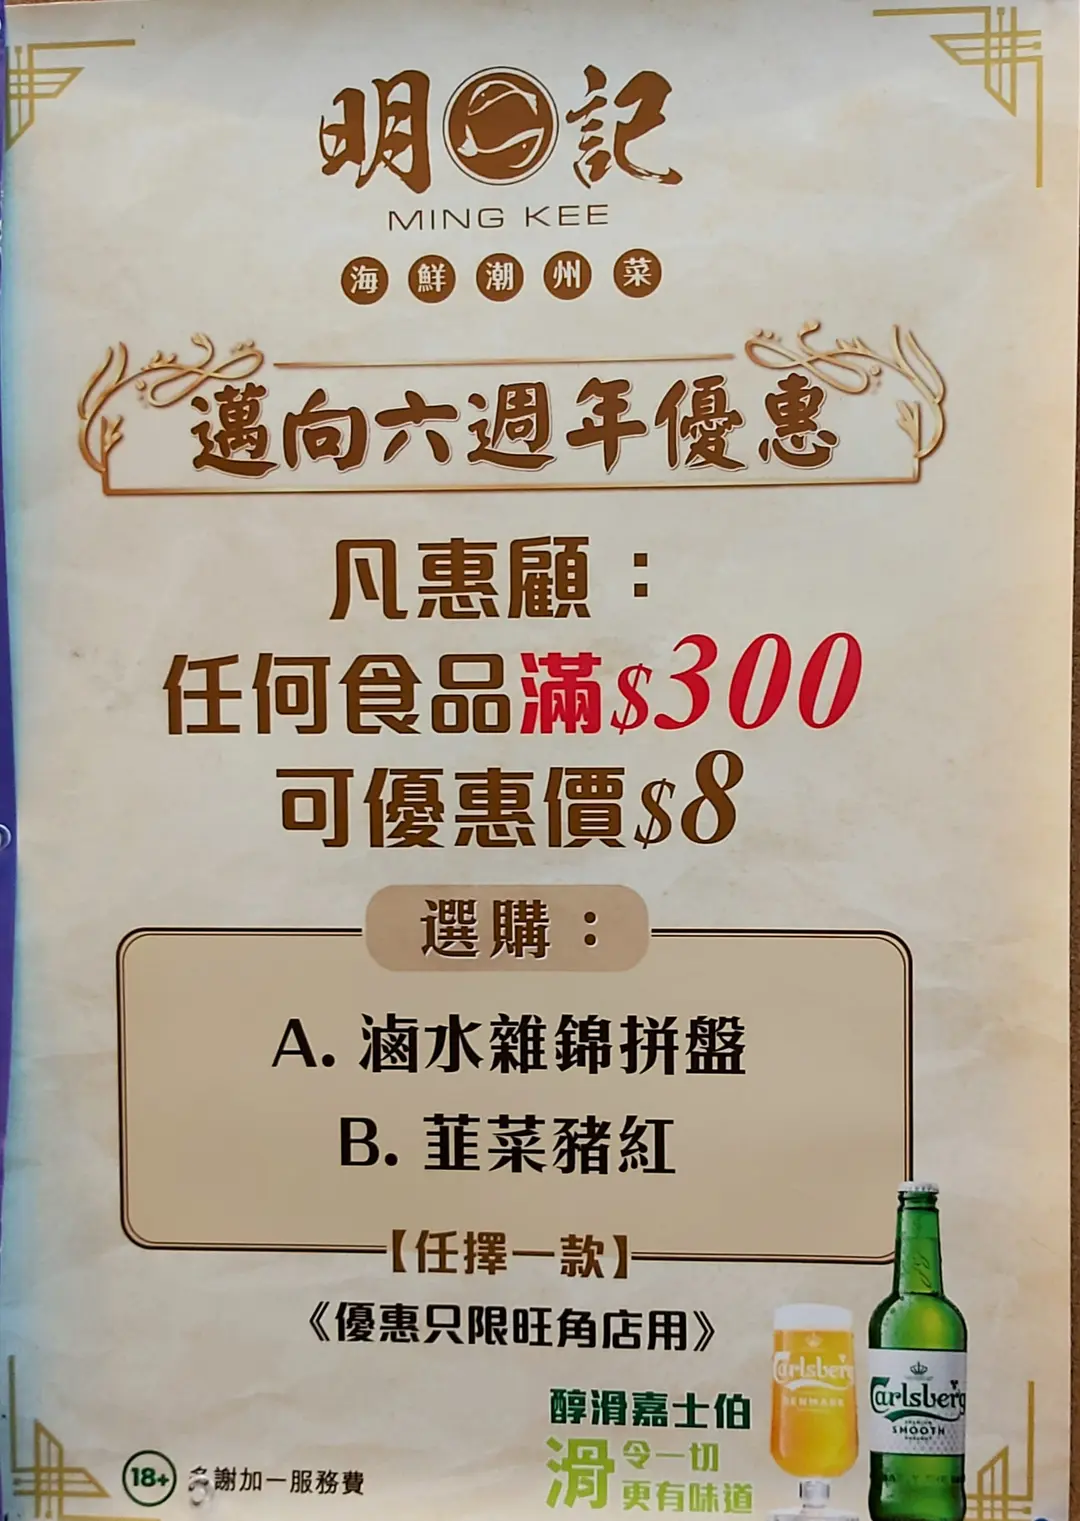 明記
MING KEE
海鮮潮州菜
邁向六週年優惠
凡惠顧：
任何食品滿$300
可優惠價$8
選購：
A. 滷水雜錦拼盤
B. 韮菜豬紅
【任擇一款】
《優惠只限旺角店用》
Carlsberg
DENMARK
Carlsberg
SMOOTH
醇滑嘉士伯
滑 令一切
更有味道
18+ 多謝加一服務費